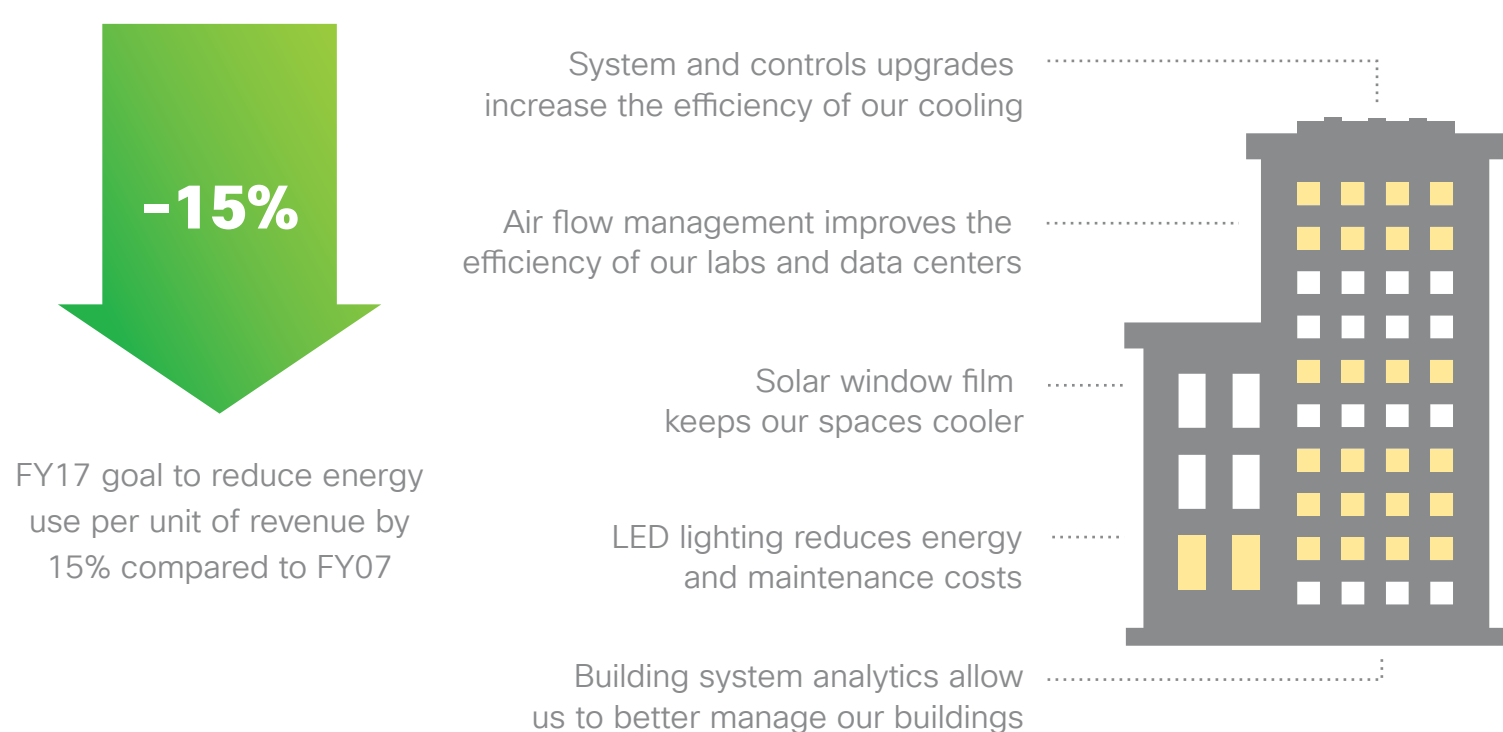 -15%
FY17 goal to reduce energy
use per unit of revenue by
15% compared to FY07
System and controls upgrades
increase the efficiency of our cooling
Air flow management improves the
efficiency of our labs and data centers
Solar window film
keeps our spaces cooler
LED lighting reduces energy
and maintenance costs
Building system analytics allow
us to better manage our buildings